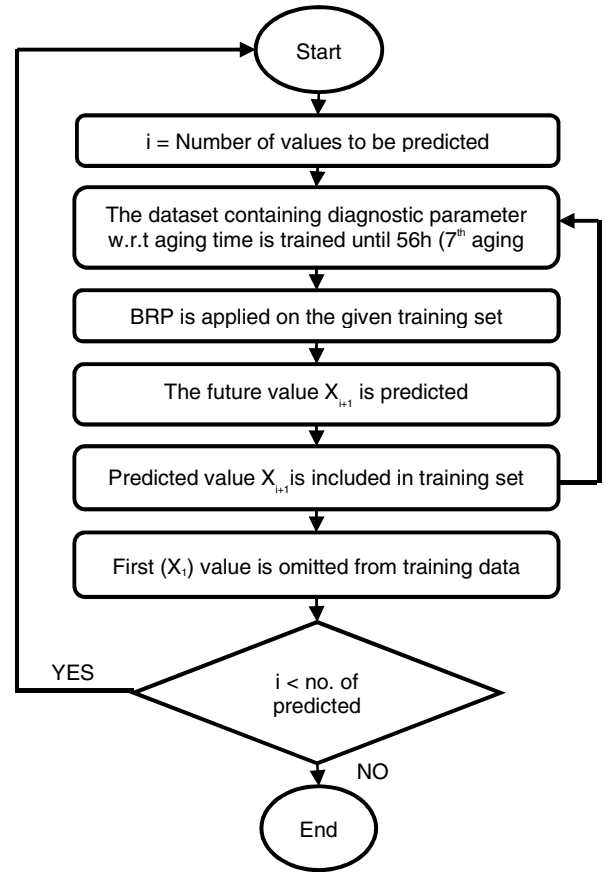 Start
i = Number of values to be predicted
The dataset containing diagnostic parameter
w.r.t aging time is trained until 56h (7th aging
BRP is applied on the given training set
The future value Xi+1 is predicted
Predicted value Xi+1 is included in training set
First (X1) value is omitted from training data
YES
i < no. of
predicted
NO
End